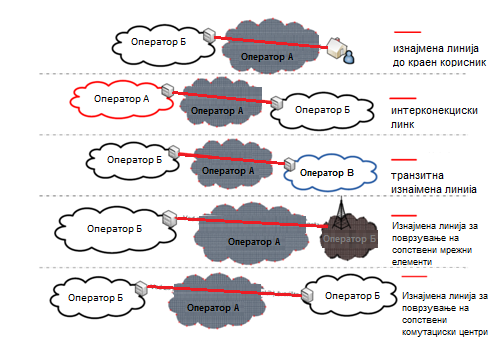 Оператор Б
Оператор А
изнајмена линија
до краен корисник
Оператор А
Оператор А
Оператор Б
интерконекциски
линк
Оператор Б
Оператор А
Оператор В
транзитна
изнајмена линија
Оператор Б
Оператор А
Оператор Б
Изнајмена линија за
поврзување на
сопствени мрежни
елементи
Оператор Б
Оператор А
Оператор Б
Изнајмена линија за
поврзување на
сопствени
комутациски центри